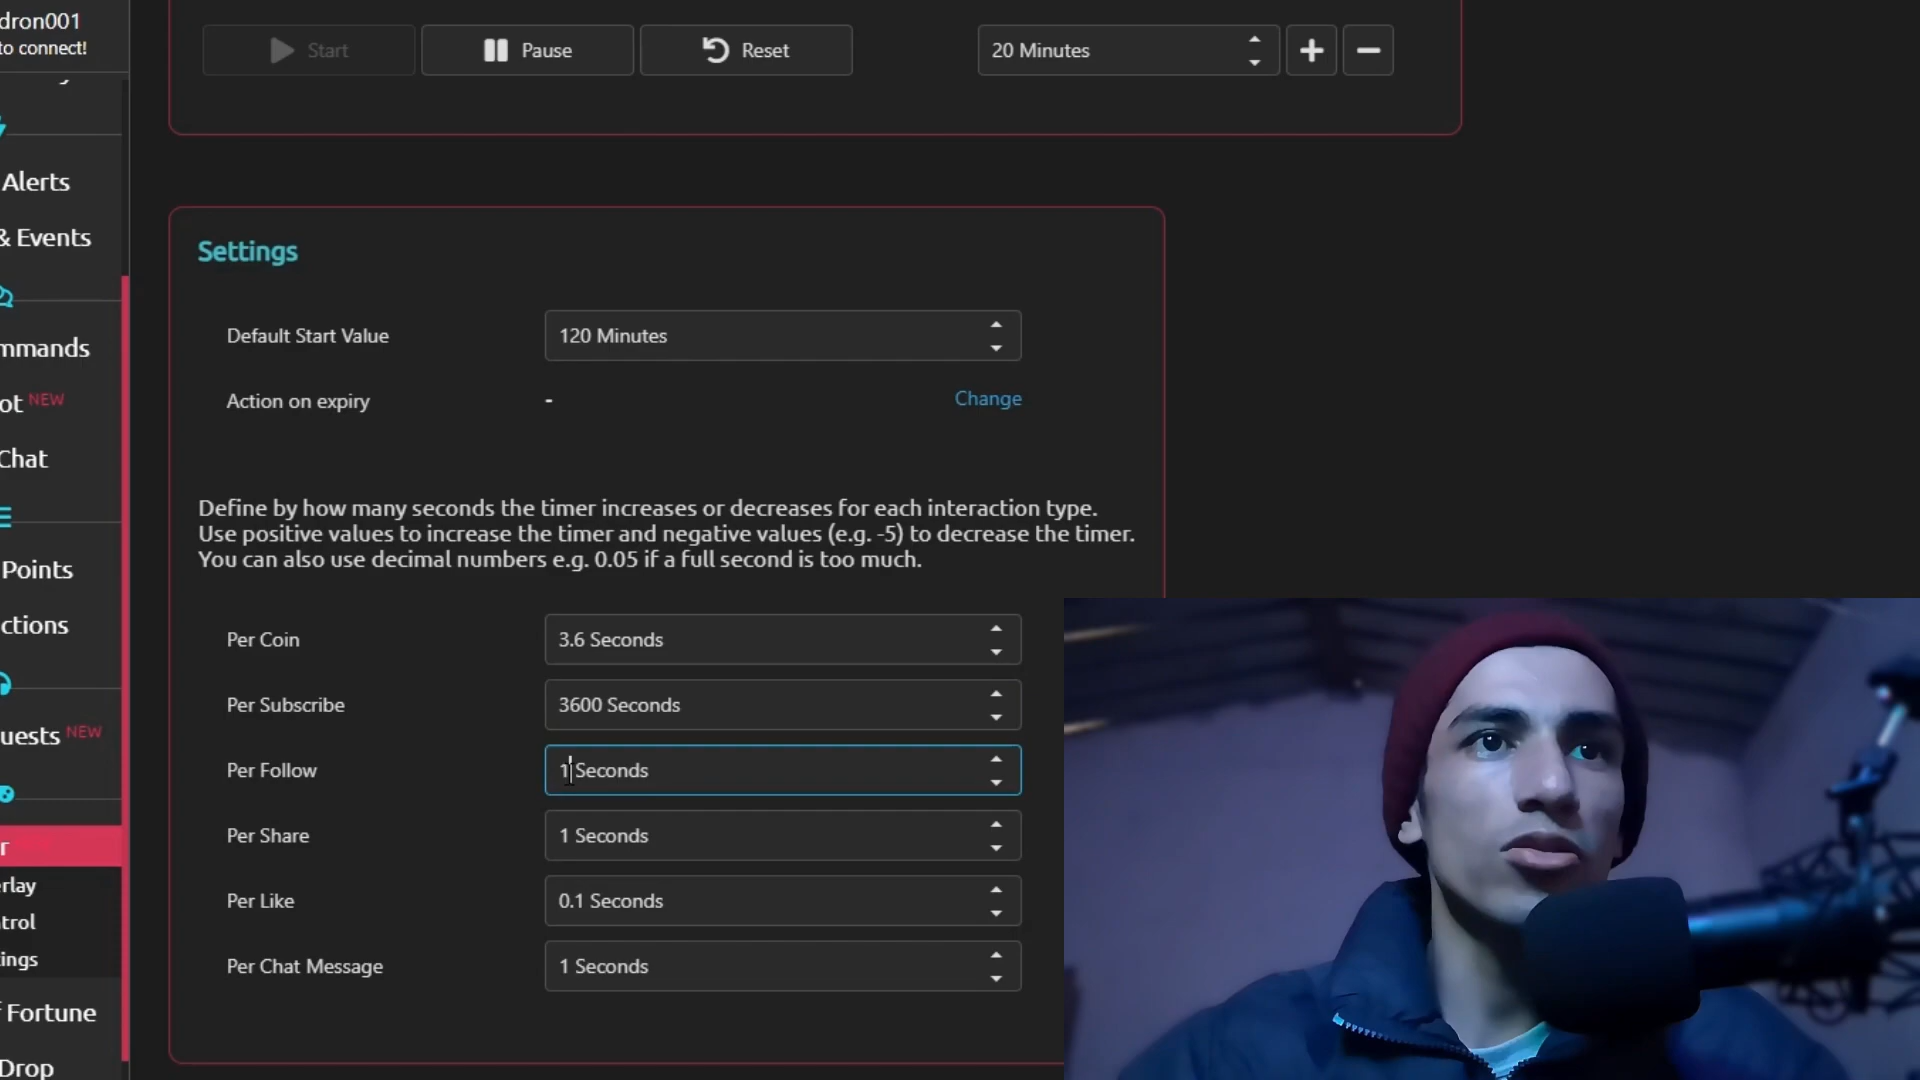 dron001
to connect!
Start
Pause
Reset
20 Minutes
Alerts
& Events
mmands
ot NEW
Chat
Points
ctions
uests NEW
r
rlay
trol
ings
Fortune
Drop
Settings
Default Start Value
120 Minutes
Action on expiry
-
Change
Define by how many seconds the timer increases or decreases for each interaction type.
Use positive values to increase the timer and negative values (e.g. -5) to decrease the timer.
You can also use decimal numbers e.g. 0.05 if a full second is too much.
Per Coin
3.6 Seconds
Per Subscribe
3600 Seconds
Per Follow
1 Seconds
Per Share
1 Seconds
Per Like
0.1 Seconds
Per Chat Message
1 Seconds